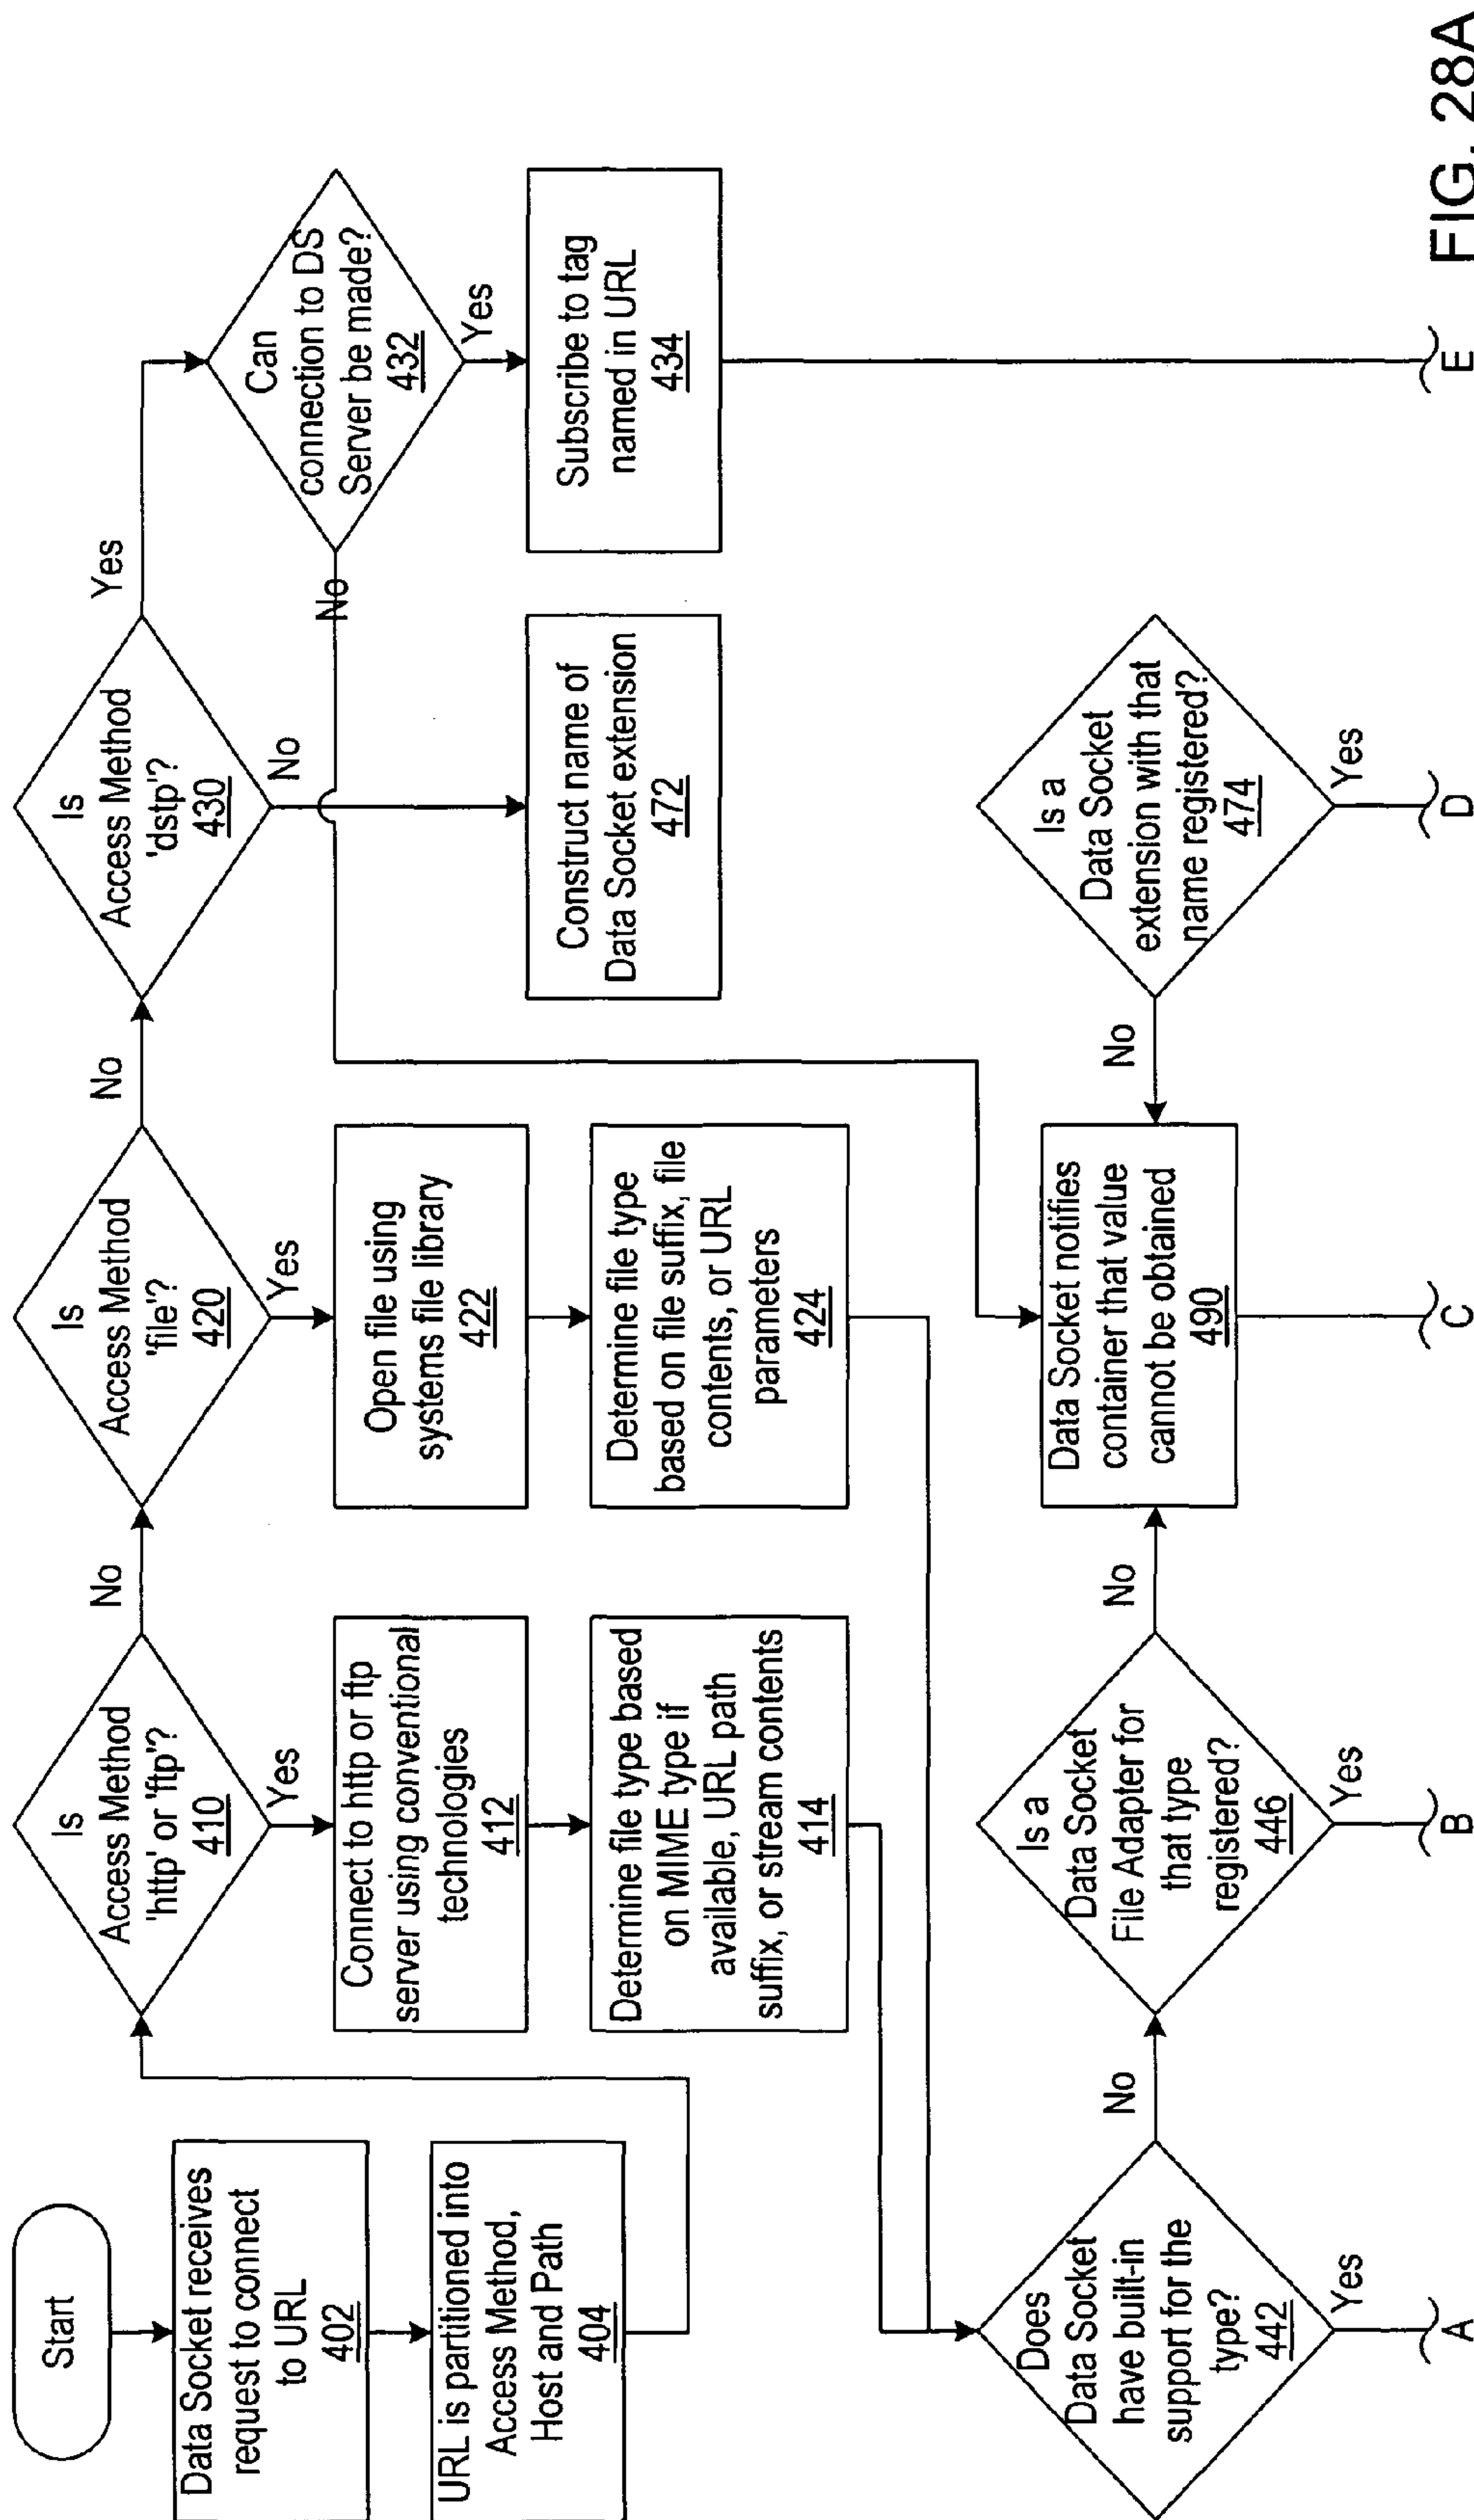 Start
Data Socket receives
request to connect
to URL
402
URL is partitioned into
Access Method,
Host and Path
404
Is
Access Method
'http' or 'ftp'?
410
No
Yes
Connect to http or ftp
server using conventional
technologies
412
Determine file type based
on MIME type if
available, URL path
suffix, or stream contents
414
Is
Access Method
'file'?
420
No
Yes
Open file using
systems file library
422
Determine file type
based on file suffix, file
contents, or URL
parameters
424
Is
Access Method
'dstp'?
430
Yes
No
Construct name of
Data Socket extension
472
Can
connection to DS
Server be made?
432
No
Yes
Subscribe to tag
named in URL
434
Does
Data Socket
have built-in
support for the
type?
442
No
Yes
A
Is a
Data Socket
File Adapter for
that type
registered?
446
No
Yes
B
Data Socket notifies
container that value
cannot be obtained
490
C
Is a
Data Socket
extension with that
name registered?
474
No
Yes
D
E
FIG. 28A